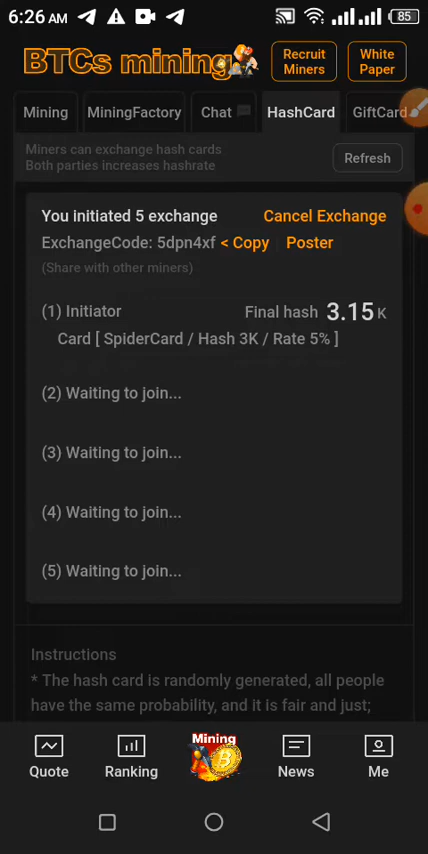 6:26 AM
85
BTCs mining
Recruit
Miners
White
Paper
Mining
MiningFactory
Chat
HashCard
GiftCard
Miners can exchange hash cards
Both parties increases hashrate
Refresh
You initiated 5 exchange
Cancel Exchange
ExchangeCode: 5dpn4xf < Copy Poster
(Share with other miners)
(1) Initiator
Final hash 3.15 K
Card [ SpiderCard / Hash 3K / Rate 5% ]
(2) Waiting to join...
(3) Waiting to join...
(4) Waiting to join...
(5) Waiting to join...
Instructions
* The hash card is randomly generated, all people
have the same probability, and it is fair and just;
Mining
Quote
Ranking
News
Me